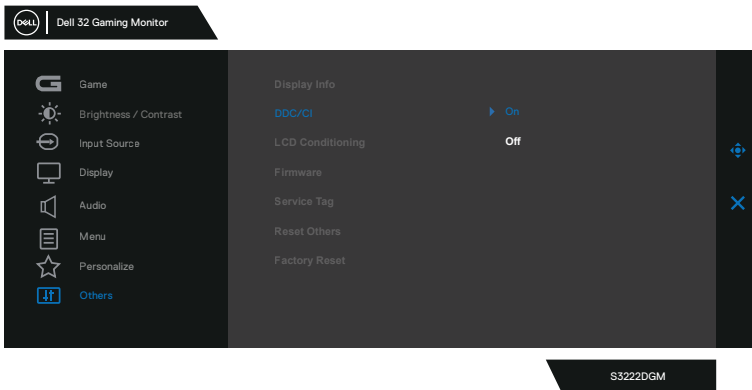 DELL Dell 32 Gaming Monitor
Game
Brightness / Contrast
Input Source
Display
Audio
Menu
Personalize
Others
Display Info
DDC/CI On
LCD Conditioning Off
Firmware
Service Tag
Reset Others
Factory Reset
S3222DGM